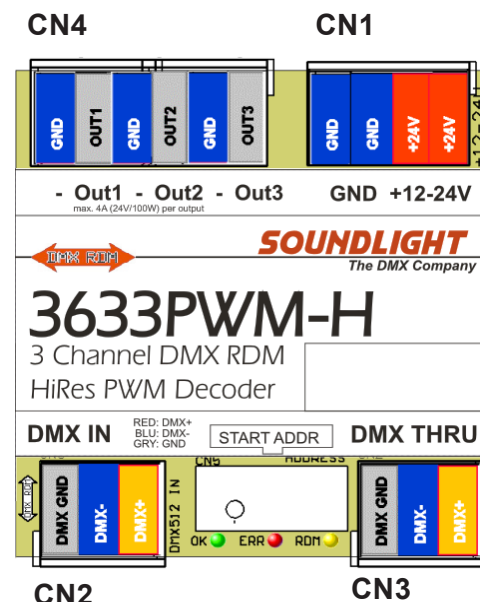 CN4 CN1
GND OUT1 GND OUT2 GND OUT3 GND GND +24V +24V
- Out1 - Out2 - Out3 GND +12-24V
max. 4A (24V/100W) per output
DMX RDM
SOUNDLIGHT
The DMX Company
3633PWM-H
3 Channel DMX RDM
HiRes PWM Decoder
DMX IN
RED: DMX+
BLU: DMX-
GRY: GND
START ADDR
DMX THRU
CN5 ADDRESS
DMX RDM
DMX GND DMX- DMX+
DMX512 IN
DMX GND DMX- DMX+
OK ERR RDM
CN2 CN3